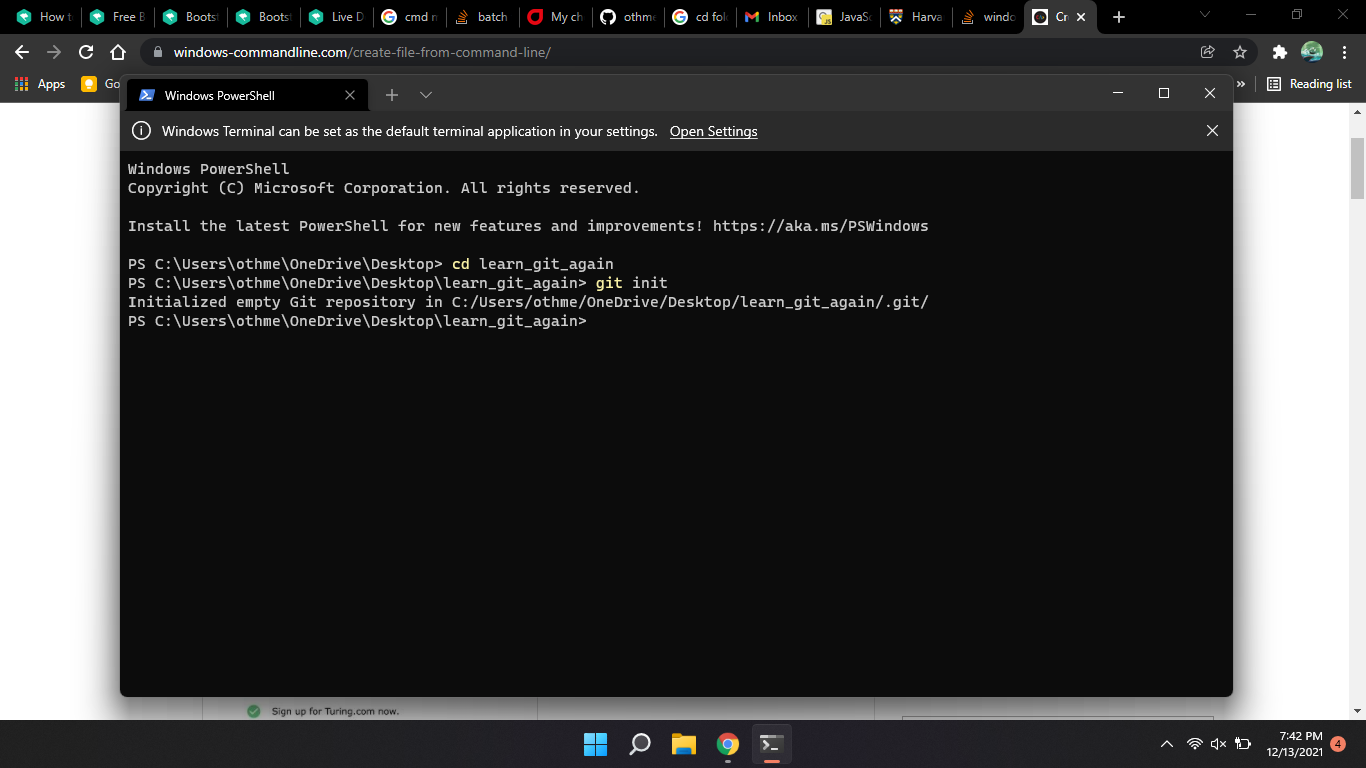 How t
Free B
Boots
Boots
Live D
cmd n
batch
My ch
othme
cd fol
Inbox
JavaS
Harva
windo
Cr
windows-commandline.com/create-file-from-command-line/
Apps
Go
»
Reading list
Windows PowerShell
Windows Terminal can be set as the default terminal application in your settings. Open Settings
Windows PowerShell
Copyright (C) Microsoft Corporation. All rights reserved.
Install the latest PowerShell for new features and improvements! https://aka.ms/PSWindows
PS C:\Users\othme\OneDrive\Desktop> cd learn_git_again
PS C:\Users\othme\OneDrive\Desktop\learn_git_again> git init
Initialized empty Git repository in C:/Users/othme/OneDrive/Desktop/learn_git_again/.git/
PS C:\Users\othme\OneDrive\Desktop\learn_git_again>
Sign up for Turing.com now.
7:42 PM
12/13/2021
4